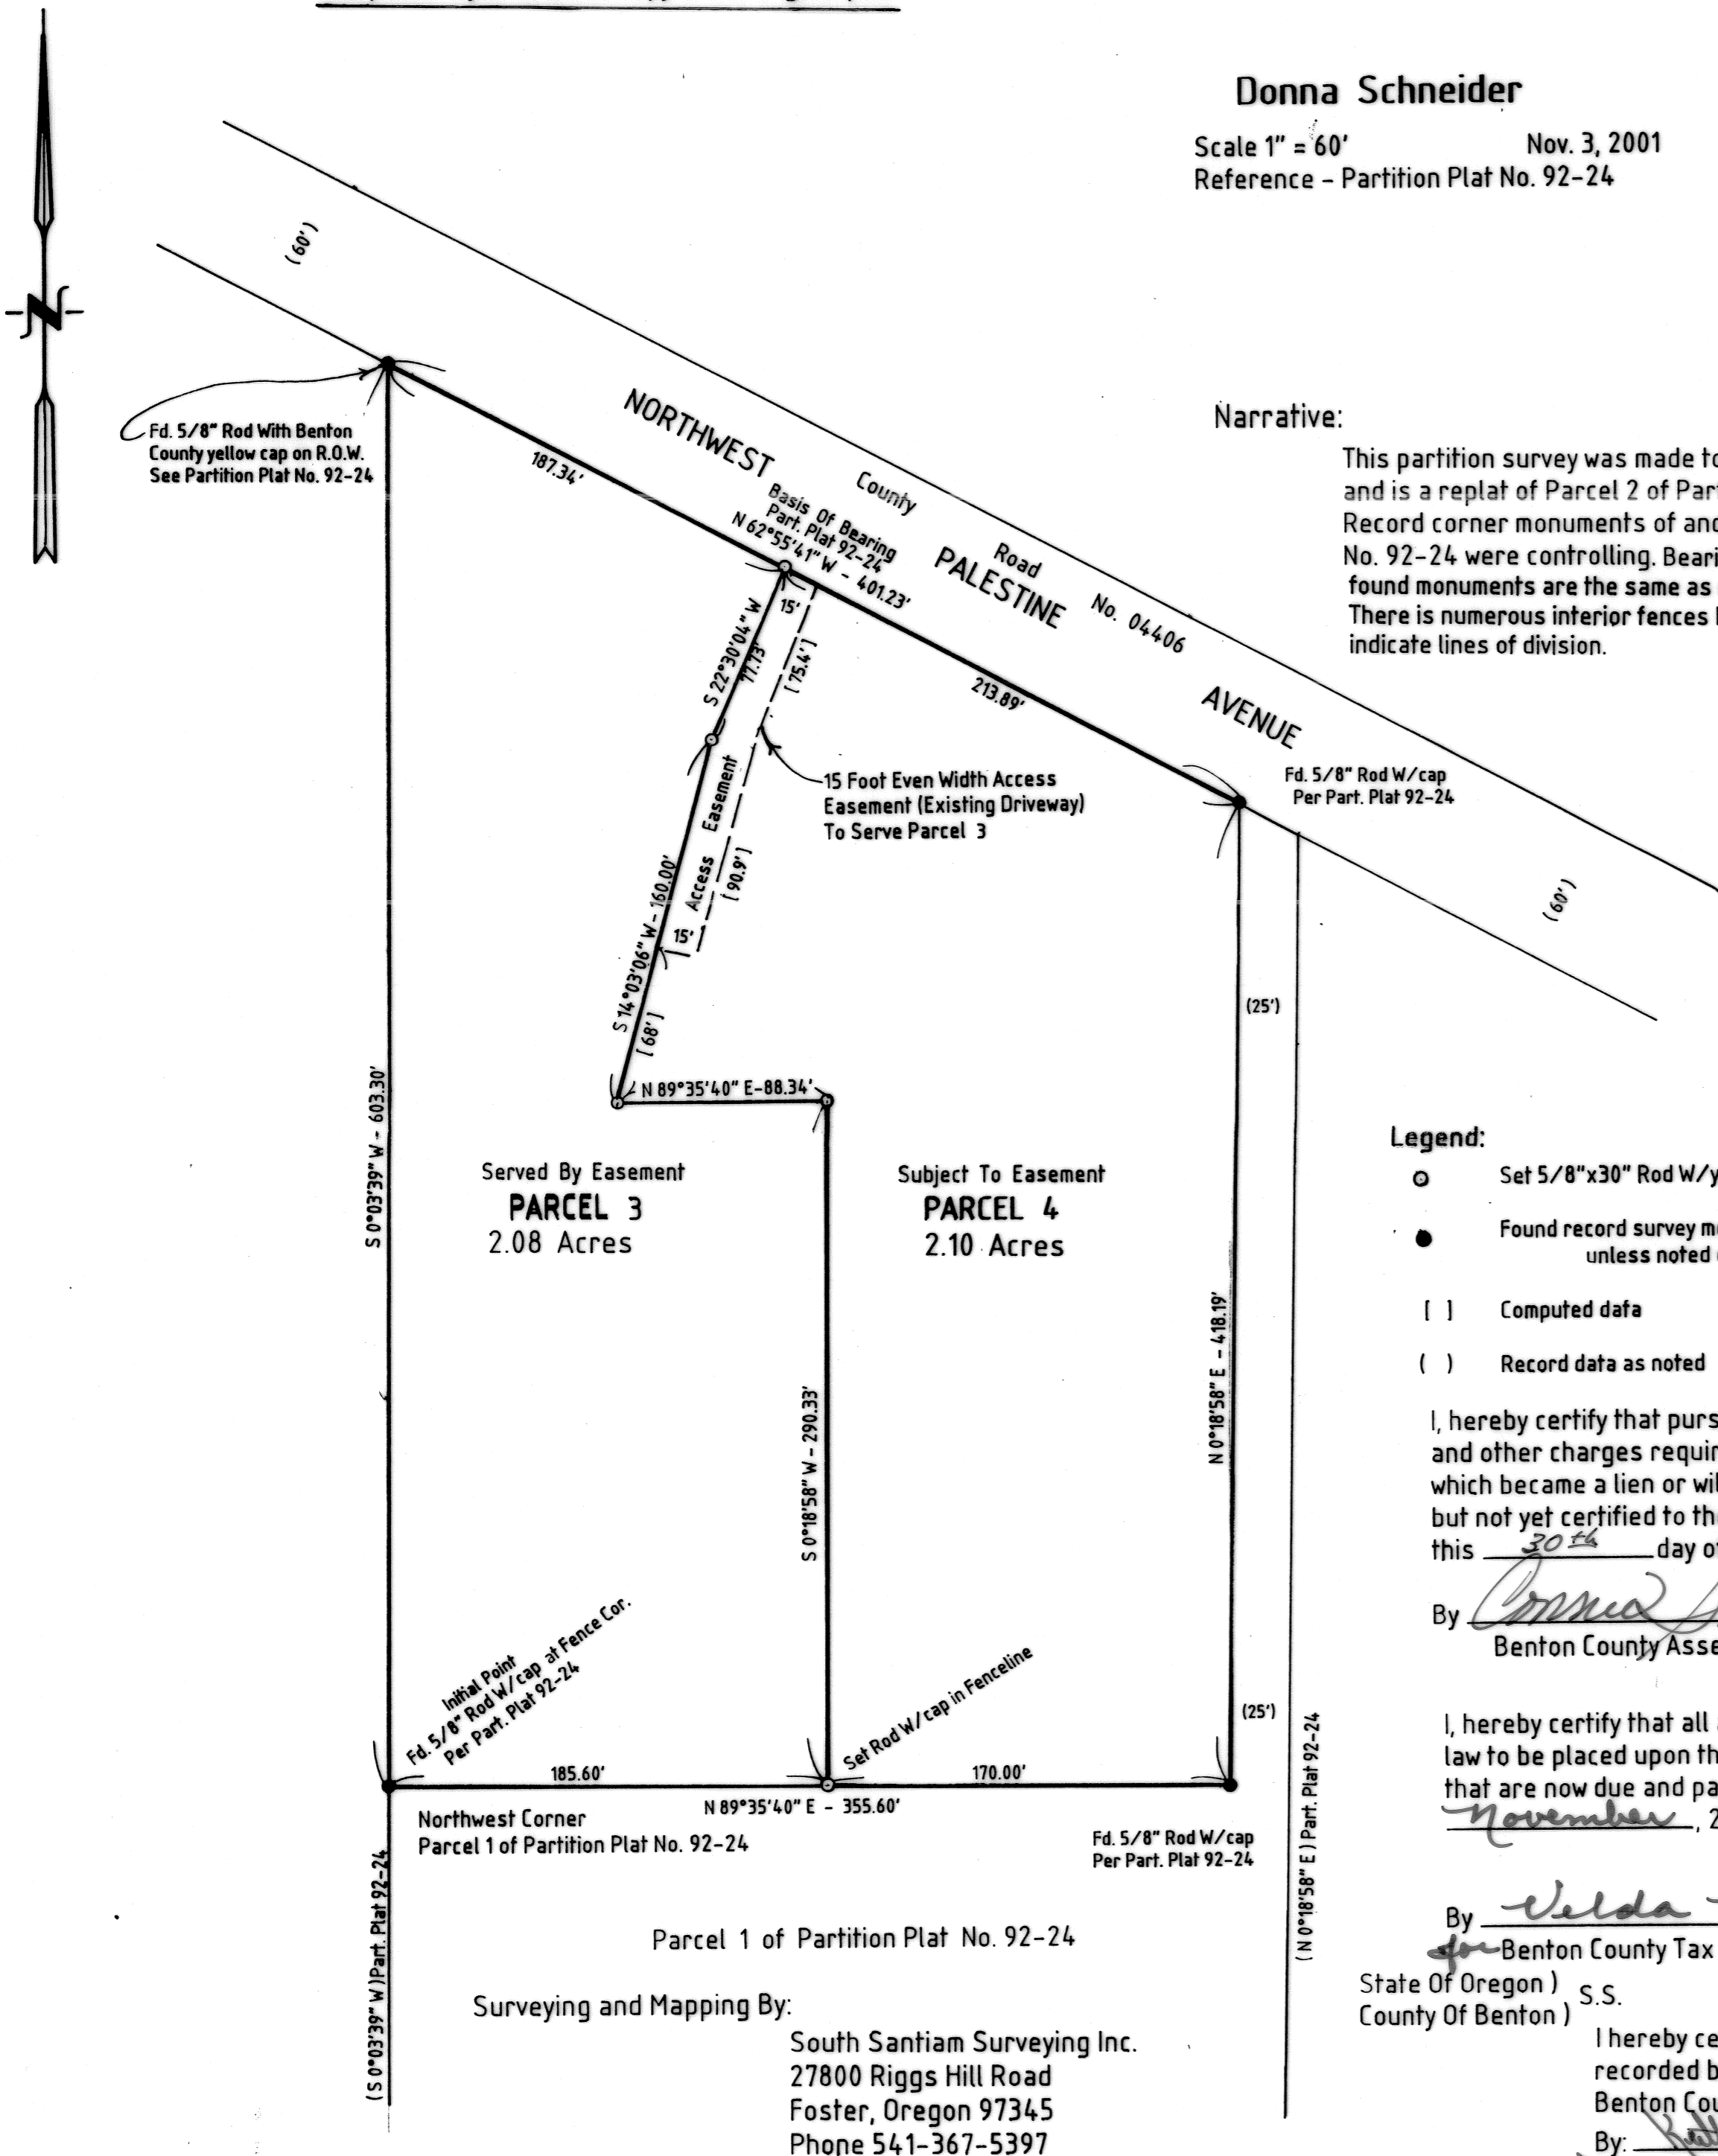 Donna Schneider
Scale 1" = 60' Nov. 3, 2001
Reference - Partition Plat No. 92-24
(60')
N
Fd. 5/8" Rod With Benton
County yellow cap on R.O.W.
See Partition Plat No. 92-24
187.34'
NORTHWEST
County
Basis Of Bearing
Part. Plat 92-24
N 62°55'41" W - 401.23'
Road
PALESTINE
No. 04406
AVENUE
213.89'
Narrative:
This partition survey was made to
and is a replat of Parcel 2 of Par
Record corner monuments of and
No. 92-24 were controlling. Beari
found monuments are the same as
There is numerous interior fences
indicate lines of division.
15'
S 22°30'04" W
77.73'
[75.4']
15 Foot Even Width Access
Easement (Existing Driveway)
To Serve Parcel 3
Fd. 5/8" Rod W/cap
Per Part. Plat 92-24
Access Easement
[90.9']
15'
S 14°03'06" W - 160.00'
[68']
(60')
(25')
N 89°35'40" E-88.34'
S 0°03'39" W - 603.30'
Served By Easement
PARCEL 3
2.08 Acres
Subject To Easement
PARCEL 4
2.10 Acres
N 0°18'58" E - 418.19'
S 0°18'58" W - 290.33'
Legend:
Set 5/8"x30" Rod W/y
Found record survey m
unless noted
[ ] Computed data
( ) Record data as noted
I, hereby certify that purs
and other charges requir
which became a lien or wil
but not yet certified to the
this 30th day of
By Connie
Benton County Asse
Initial Point
Fd. 5/8" Rod W/cap at Fence Cor.
Per Part. Plat 92-24
Set Rod W/cap in Fenceline
(25')
185.60'
170.00'
N 89°35'40" E - 355.60'
Northwest Corner
Parcel 1 of Partition Plat No. 92-24
Fd. 5/8" Rod W/cap
Per Part. Plat 92-24
(S 0°03'39" W) Part. Plat 92-24
(N 0°18'58" E) Part. Plat 92-24
I, hereby certify that all
law to be placed upon th
that are now due and pa
November, 2
By Velda
for Benton County Tax
State Of Oregon )
S.S.
County Of Benton )
I hereby ce
recorded b
Benton Cou
By:
Parcel 1 of Partition Plat No. 92-24
Surveying and Mapping By:
South Santiam Surveying Inc.
27800 Riggs Hill Road
Foster, Oregon 97345
Phone 541-367-5397